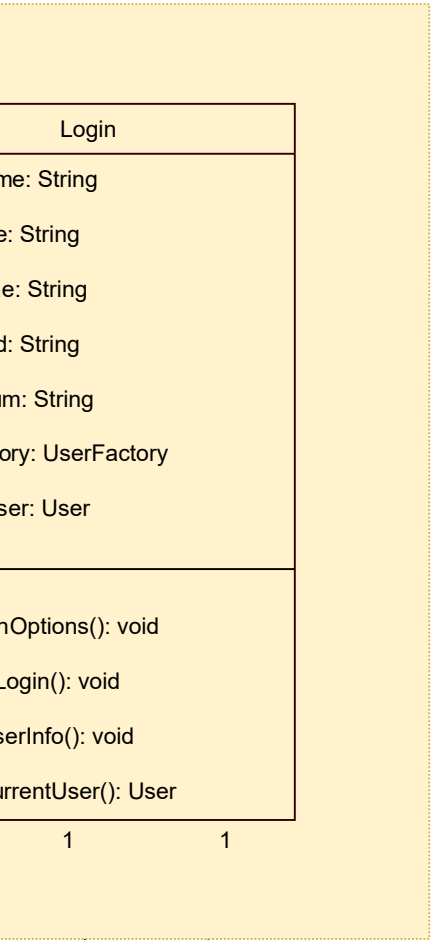 Login
me: String
e: String
e: String
d: String
um: String
ory: UserFactory
ser: User
nOptions(): void
Login(): void
serInfo(): void
urrentUser(): User
1 1